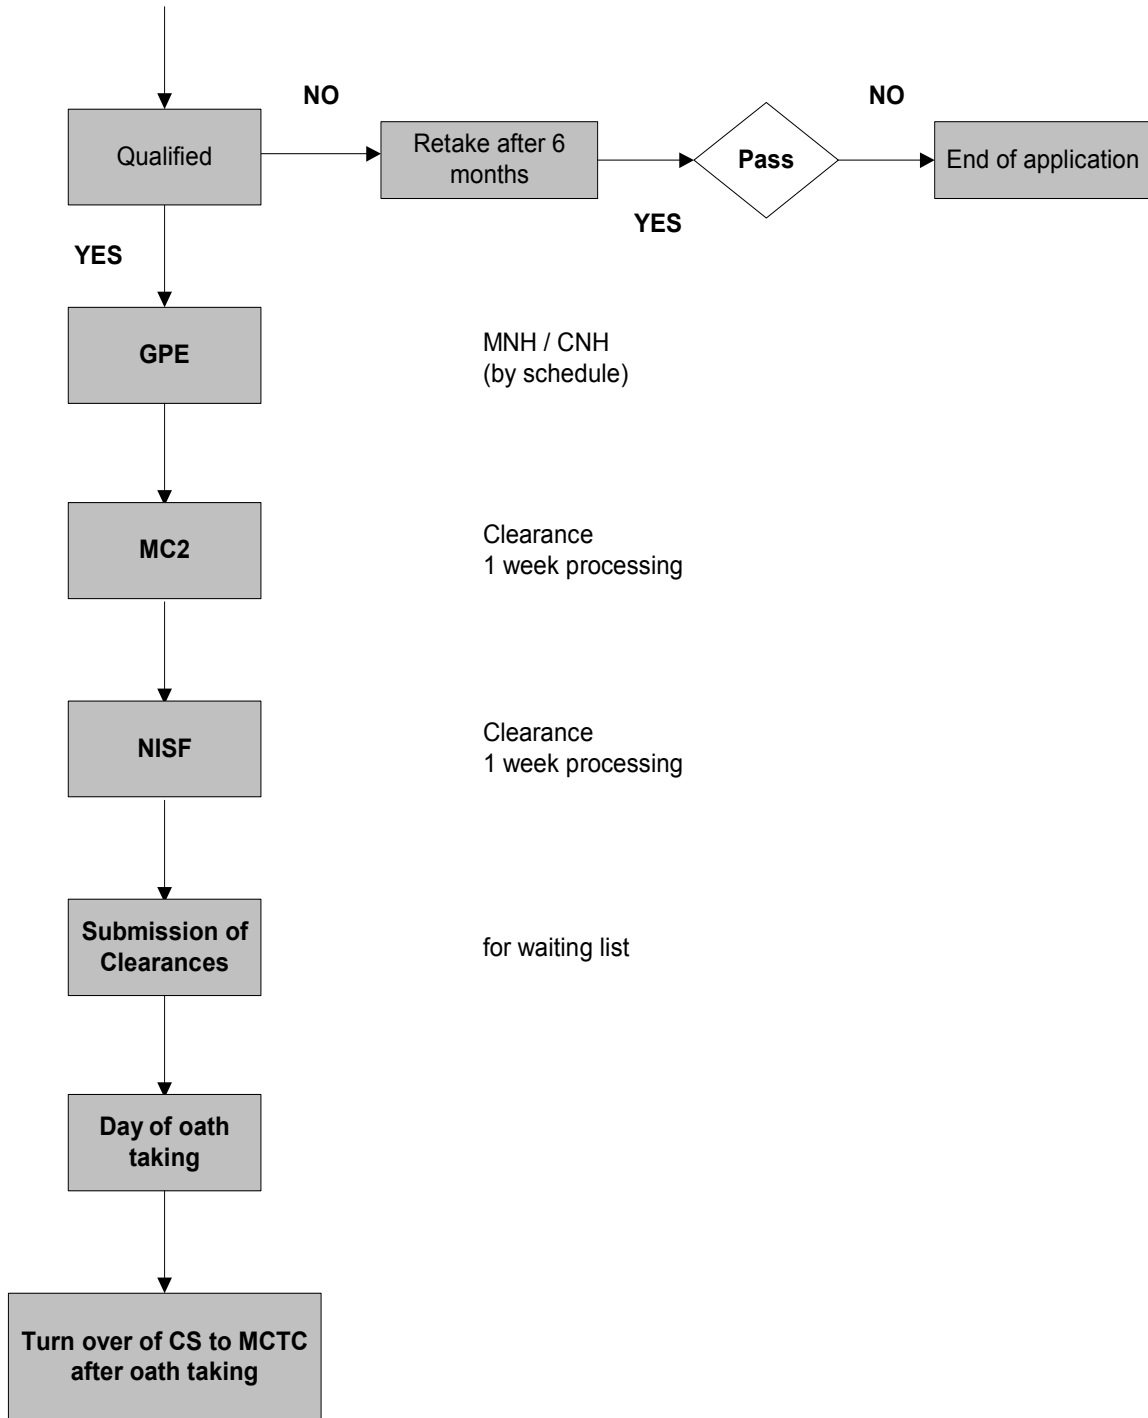 NO
NO
Qualified
Retake after 6
months
Pass
End of application
YES
YES
GPE
MNH / CNH
(by schedule)
MC2
Clearance
1 week processing
NISF
Clearance
1 week processing
Submission of
Clearances
for waiting list
Day of oath
taking
Turn over of CS to MCTC
after oath taking